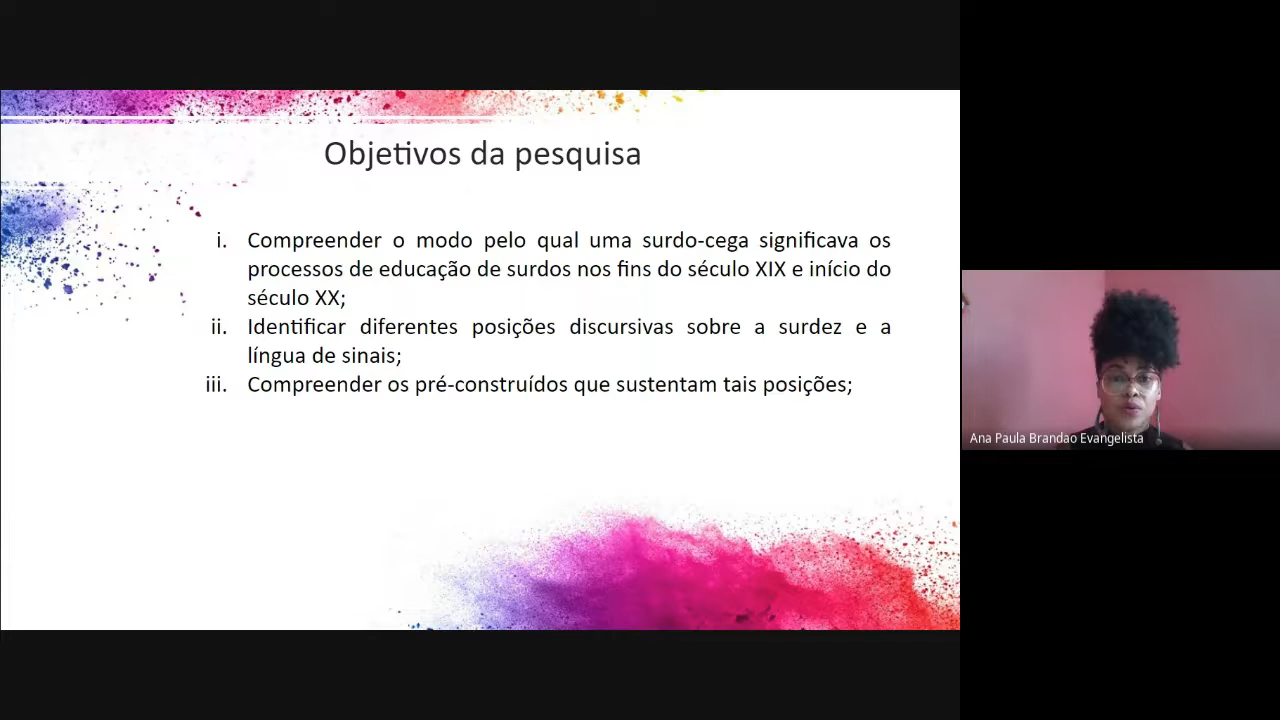 Objetivos da pesquisa
i. Compreender o modo pelo qual uma surdo-cega significava os
processos de educação de surdos nos fins do século XIX e início do
século XX;
ii. Identificar diferentes posições discursivas sobre a surdez e a
língua de sinais;
iii. Compreender os pré-construídos que sustentam tais posições;
Ana Paula Brandao Evangelista